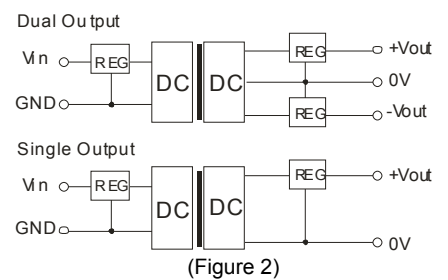 Dual Output
Vin REG DC DC REG +Vout
0V
GND REG -Vout
Single Output
Vin REG DC DC REG +Vout
GND 0V
(Figure 2)